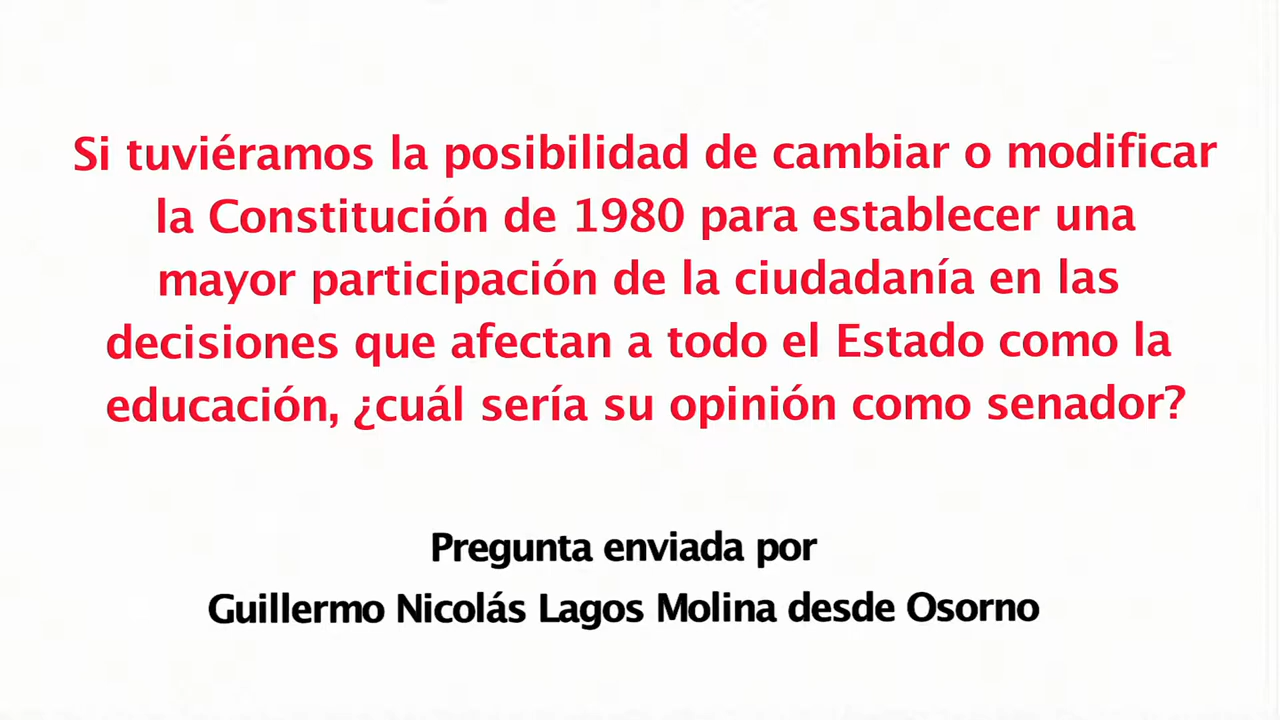 Si tuviéramos la posibilidad de cambiar o modificar
la Constitución de 1980 para establecer una
mayor participación de la ciudadanía en las
decisiones que afectan a todo el Estado como la
educación, ¿cuál sería su opinión como senador?
Pregunta enviada por
Guillermo Nicolás Lagos Molina desde Osorno